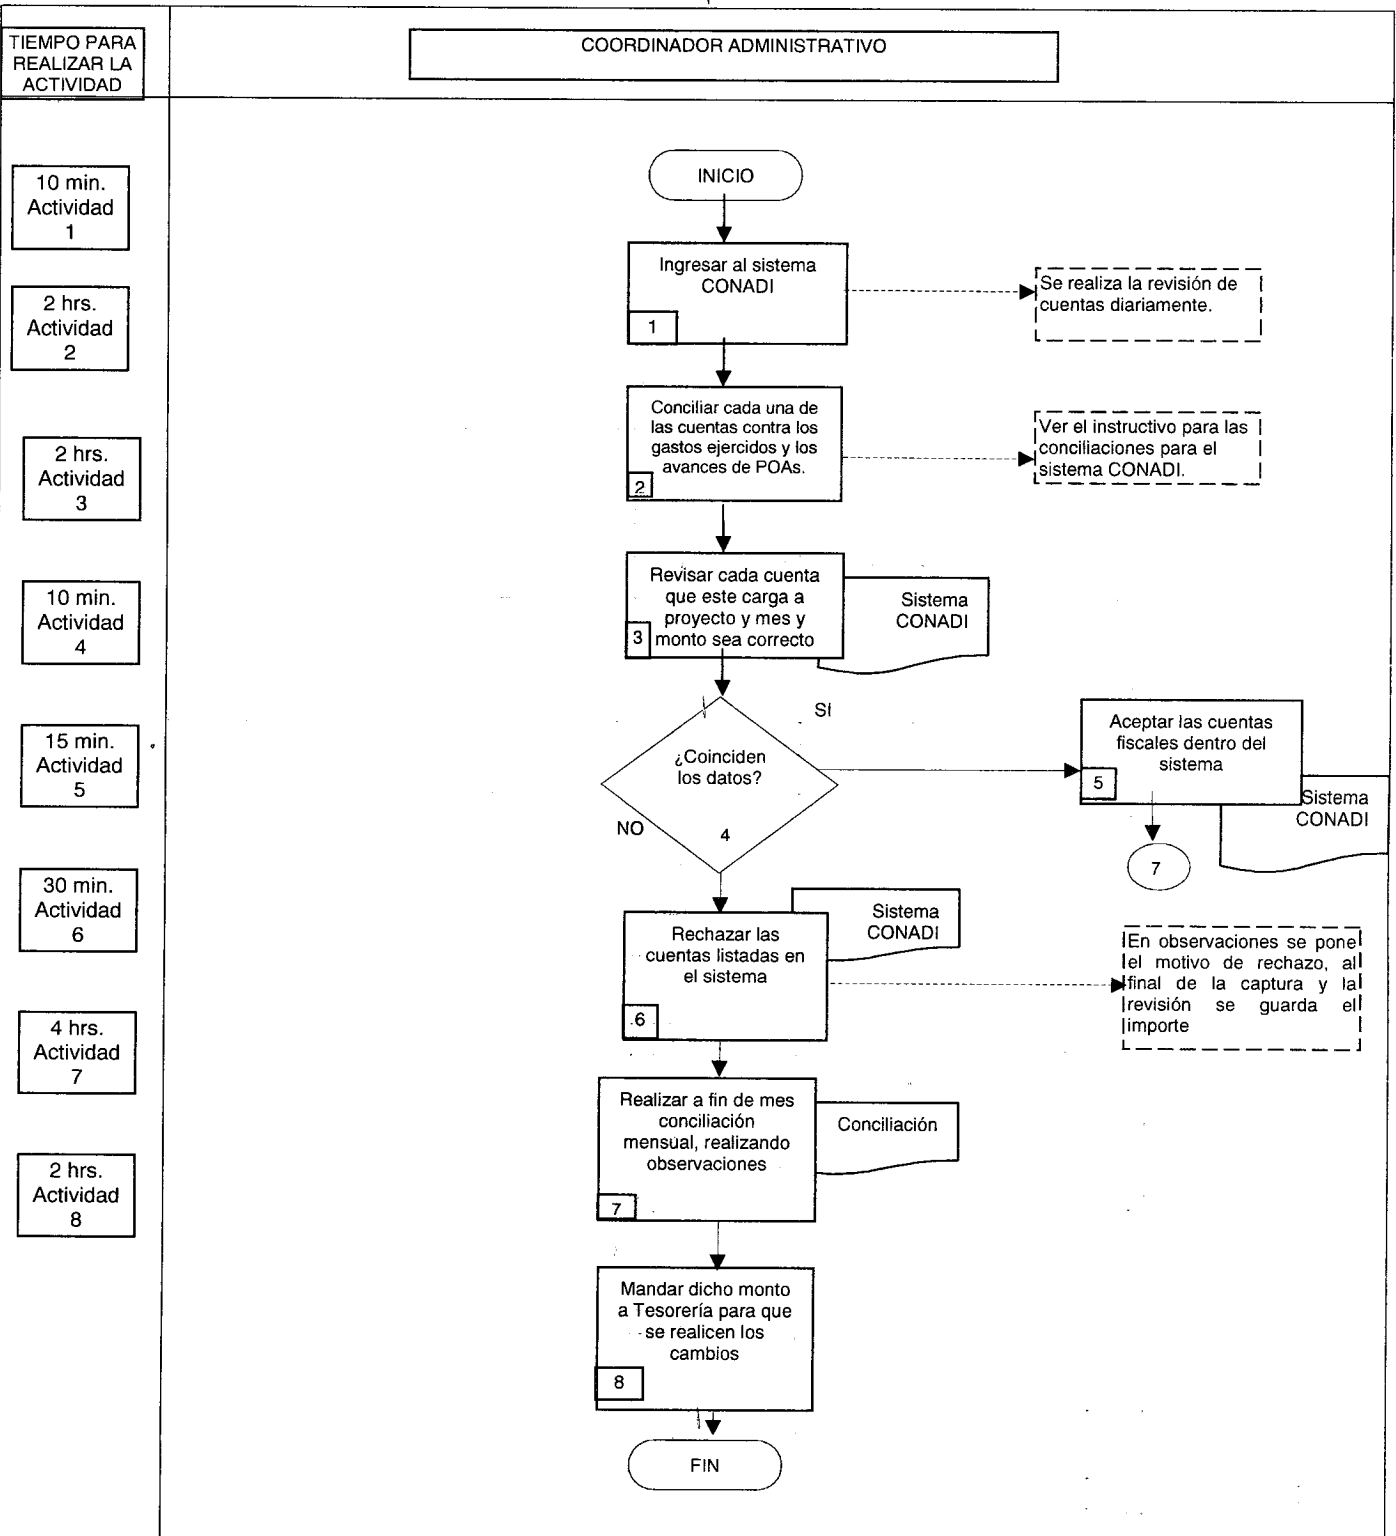 TIEMPO PARA
REALIZAR LA
ACTIVIDAD
COORDINADOR ADMINISTRATIVO
10 min.
Actividad
1
2 hrs.
Actividad
2
2 hrs.
Actividad
3
10 min.
Actividad
4
15 min.
Actividad
5
30 min.
Actividad
6
4 hrs.
Actividad
7
2 hrs.
Actividad
8
INICIO
Ingresar al sistema
CONADI
1
Se realiza la revisión de
cuentas diariamente.
Conciliar cada una de
las cuentas contra los
gastos ejercidos y los
avances de POAs.
2
Ver el instructivo para las
conciliaciones para el
sistema CONADI.
Revisar cada cuenta
que este carga a
proyecto y mes y
monto sea correcto
3
Sistema
CONADI
¿Coinciden
los datos?
4
SI
NO
Aceptar las cuentas
fiscales dentro del
sistema
5
Sistema
CONADI
7
Rechazar las
cuentas listadas en
el sistema
6
Sistema
CONADI
En observaciones se pone
el motivo de rechazo, al
final de la captura y la
revisión se guarda el
importe
Realizar a fin de mes
conciliación
mensual, realizando
observaciones
7
Conciliación
Mandar dicho monto
a Tesorería para que
se realicen los
cambios
8
FIN